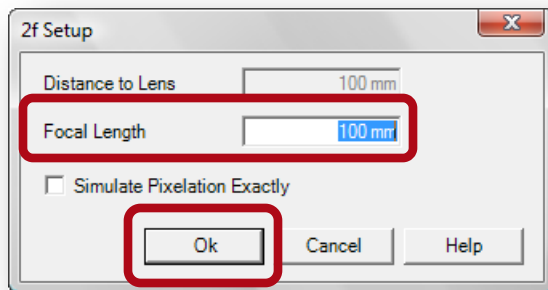 2f Setup
Distance to Lens 100 mm
Focal Length 100 mm
Simulate Pixelation Exactly
Ok Cancel Help